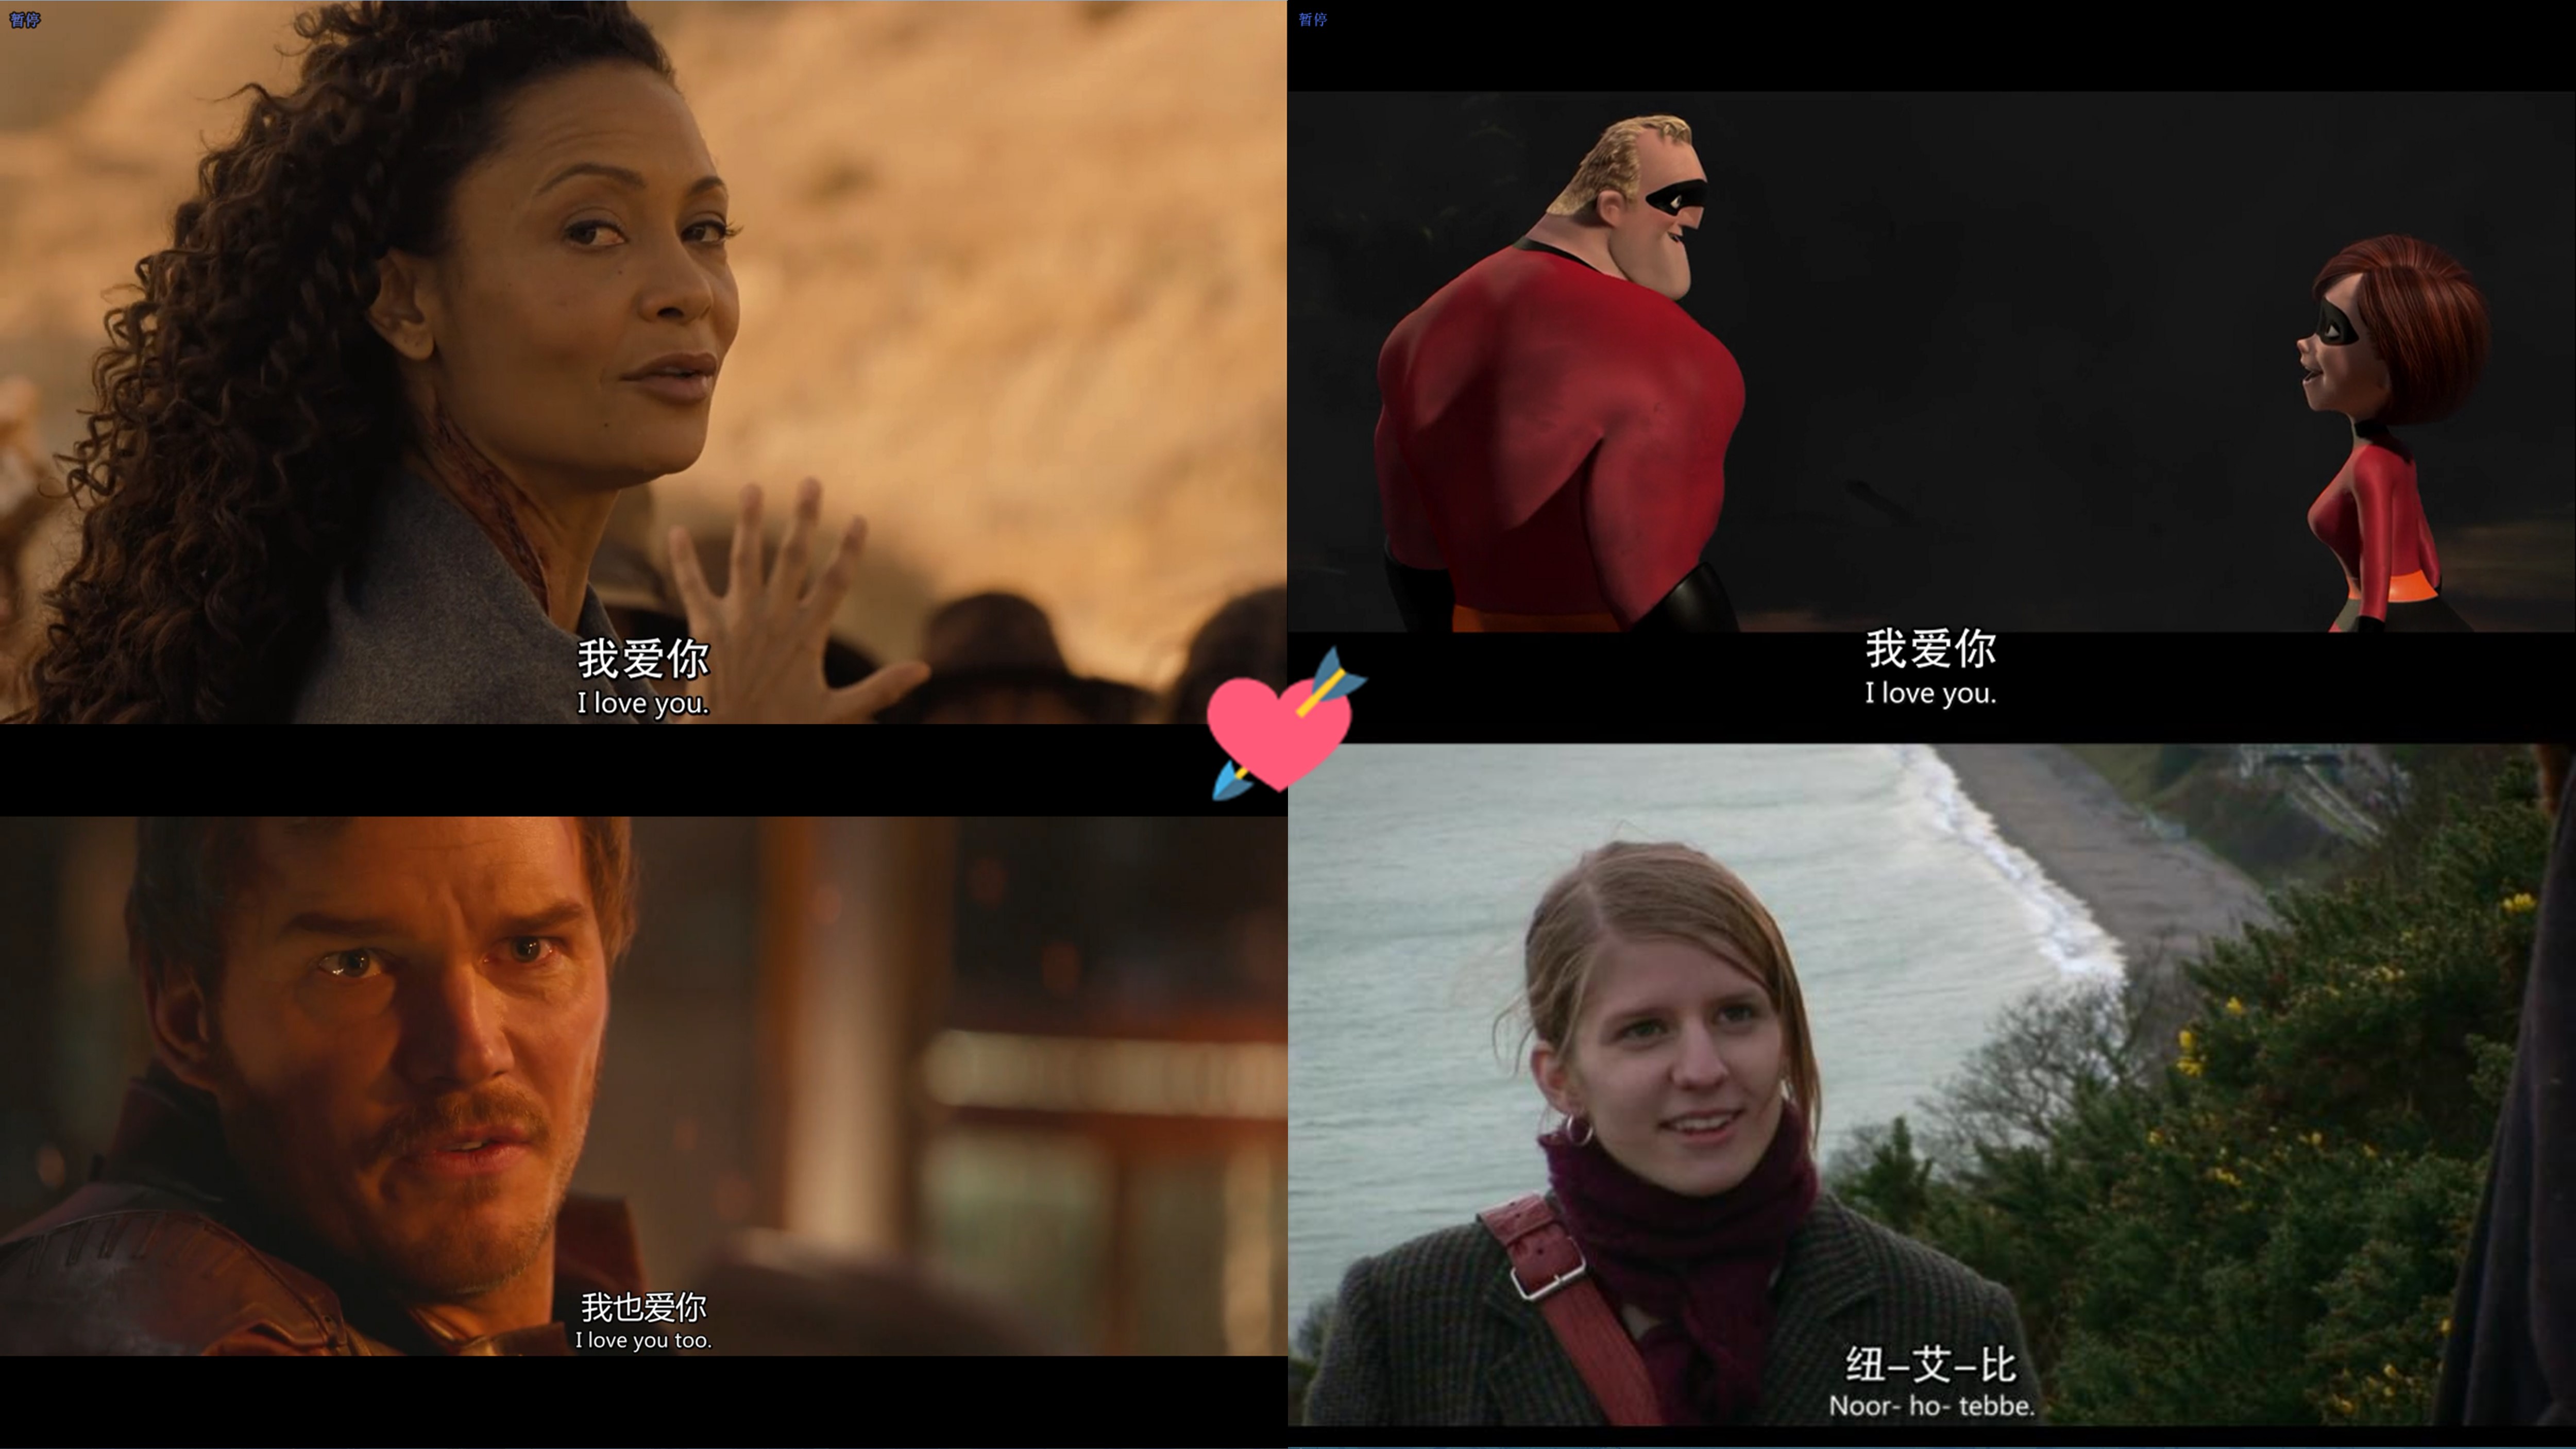 暂停
我爱你
I love you.
暂停
我爱你
I love you.
我也爱你
I love you too.
纽–艾–比
Noor- ho- tebbe.